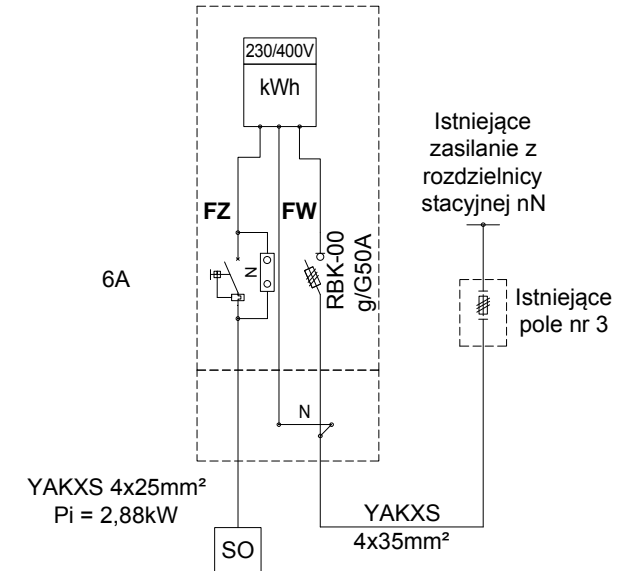 230/400V
kWh
Istniejące
zasilanie z
rozdzielnicy
stacyjnej nN
FZ
FW
N
RBK-00
g/G50A
6A
Istniejące
pole nr 3
N
YAKXS 4x25mm²
Pi = 2,88kW
SO
YAKXS
4x35mm²